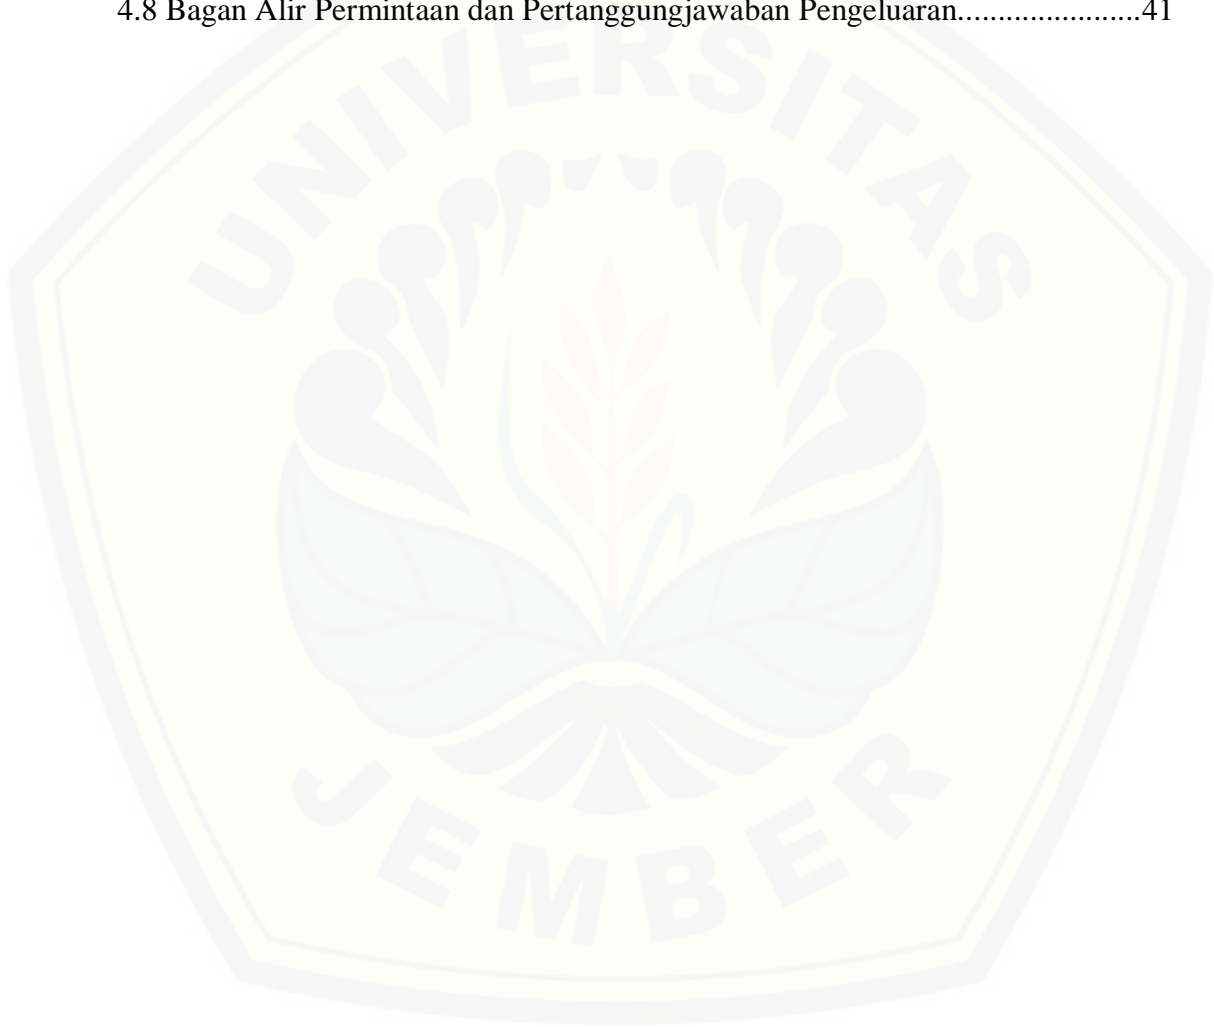 4.8 Bagan Alir Permintaan dan Pertanggungjawaban Pengeluaran......................41
UNIVERSITAS
JEMBER